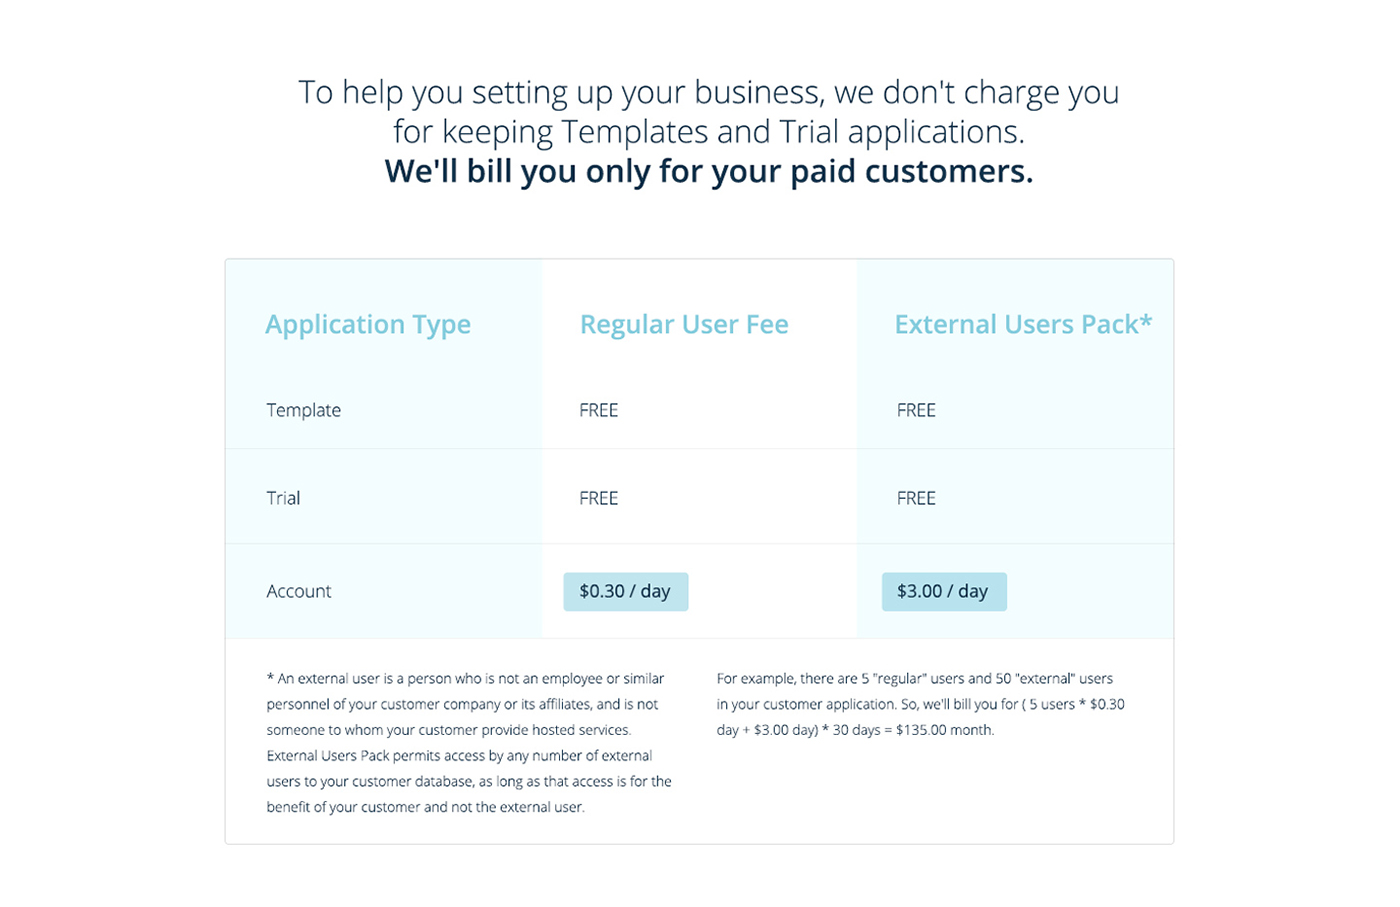 To help you setting up your business, we don't charge you
for keeping Templates and Trial applications.
We'll bill you only for your paid customers.
Application Type
Regular User Fee
External Users Pack*
Template
FREE
FREE
Trial
FREE
FREE
Account
$0.30 / day
$3.00 / day
* An external user is a person who is not an employee or similar
personnel of your customer company or its affiliates, and is not
someone to whom your customer provide hosted services.
External Users Pack permits access by any number of external
users to your customer database, as long as that access is for the
benefit of your customer and not the external user.
For example, there are 5 "regular" users and 50 "external" users
in your customer application. So, we'll bill you for ( 5 users * $0.30
day + $3.00 day) * 30 days = $135.00 month.